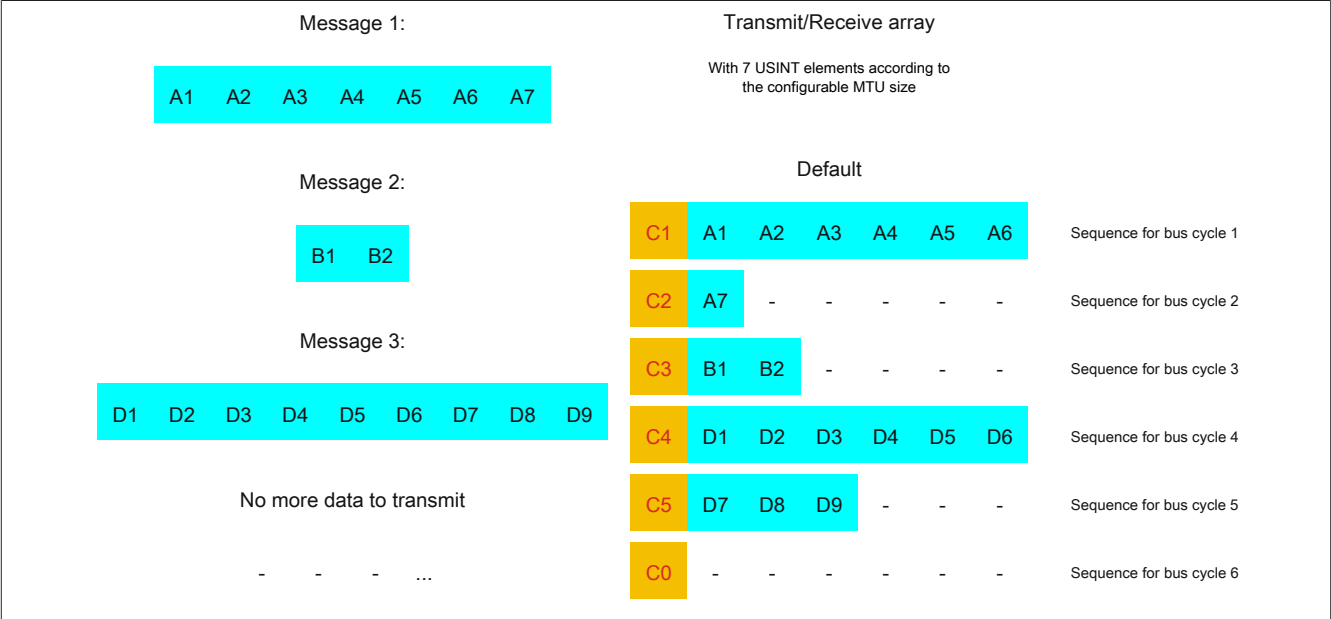 Message 1:
A1 A2 A3 A4 A5 A6 A7
Message 2:
B1 B2
Message 3:
D1 D2 D3 D4 D5 D6 D7 D8 D9
No more data to transmit
- - - ...
Transmit/Receive array
With 7 USINT elements according to
the configurable MTU size
Default
C1 A1 A2 A3 A4 A5 A6 Sequence for bus cycle 1
C2 A7 - - - - - Sequence for bus cycle 2
C3 B1 B2 - - - - Sequence for bus cycle 3
C4 D1 D2 D3 D4 D5 D6 Sequence for bus cycle 4
C5 D7 D8 D9 - - - Sequence for bus cycle 5
C0 - - - - - - Sequence for bus cycle 6